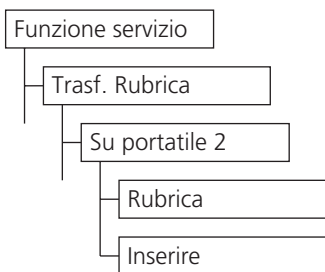 Funzione servizio
Trasf. Rubrica
Su portatile 2
Rubrica
Inserire